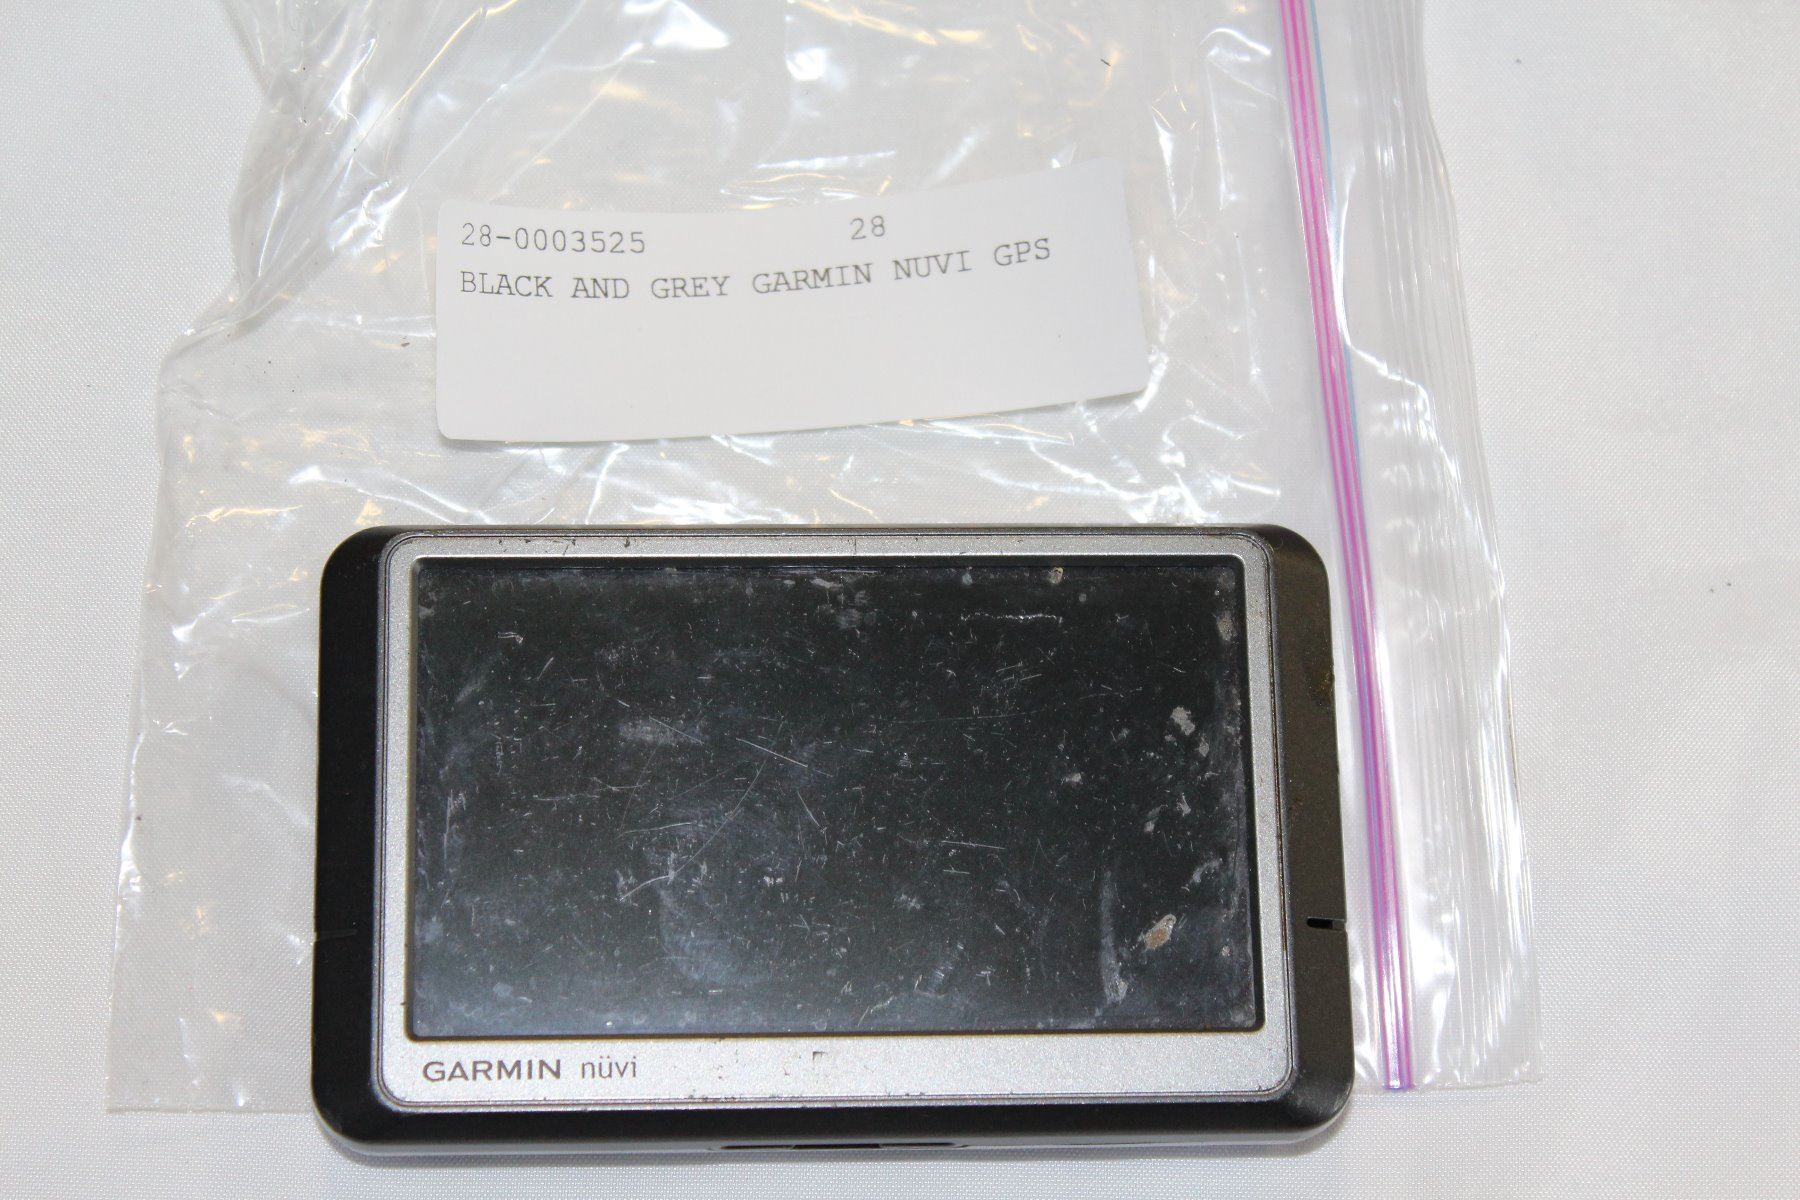 28-0003525 28
BLACK AND GREY GARMIN NUVI GPS
GARMIN nüvi